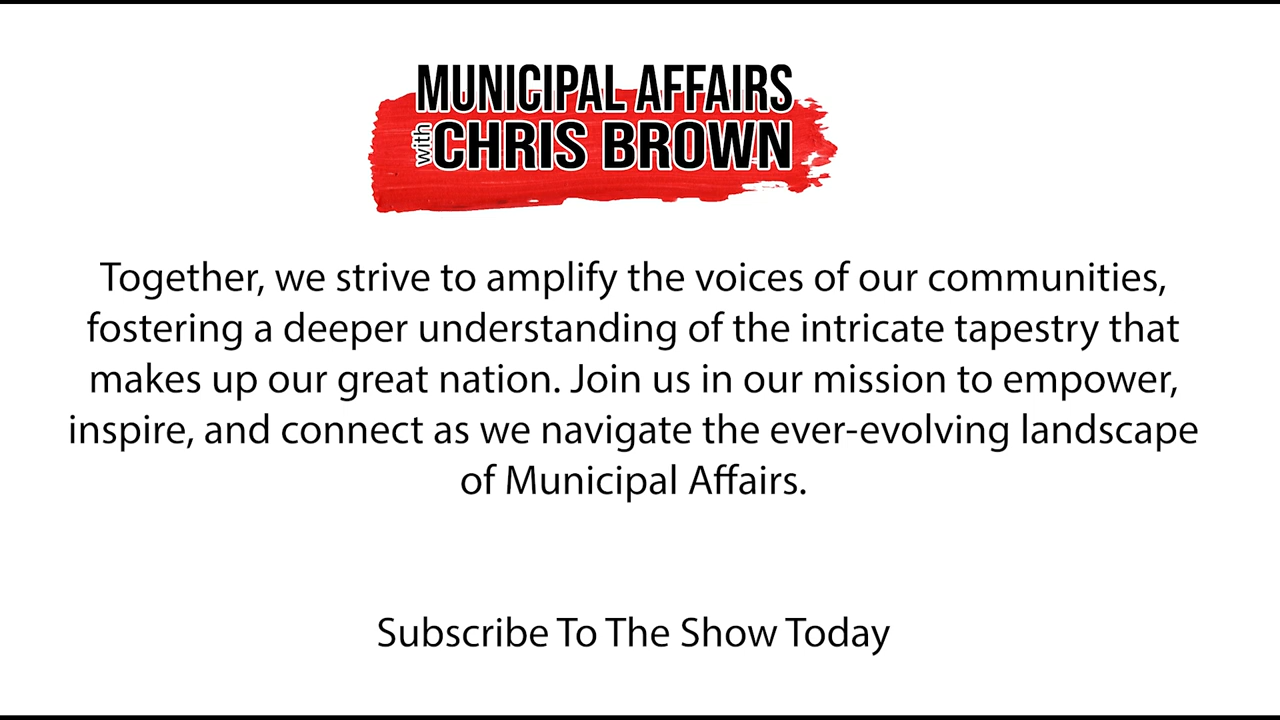 MUNICIPAL AFFAIRS
with CHRIS BROWN
Together, we strive to amplify the voices of our communities,
fostering a deeper understanding of the intricate tapestry that
makes up our great nation. Join us in our mission to empower,
inspire, and connect as we navigate the ever-evolving landscape
of Municipal Affairs.
Subscribe To The Show Today